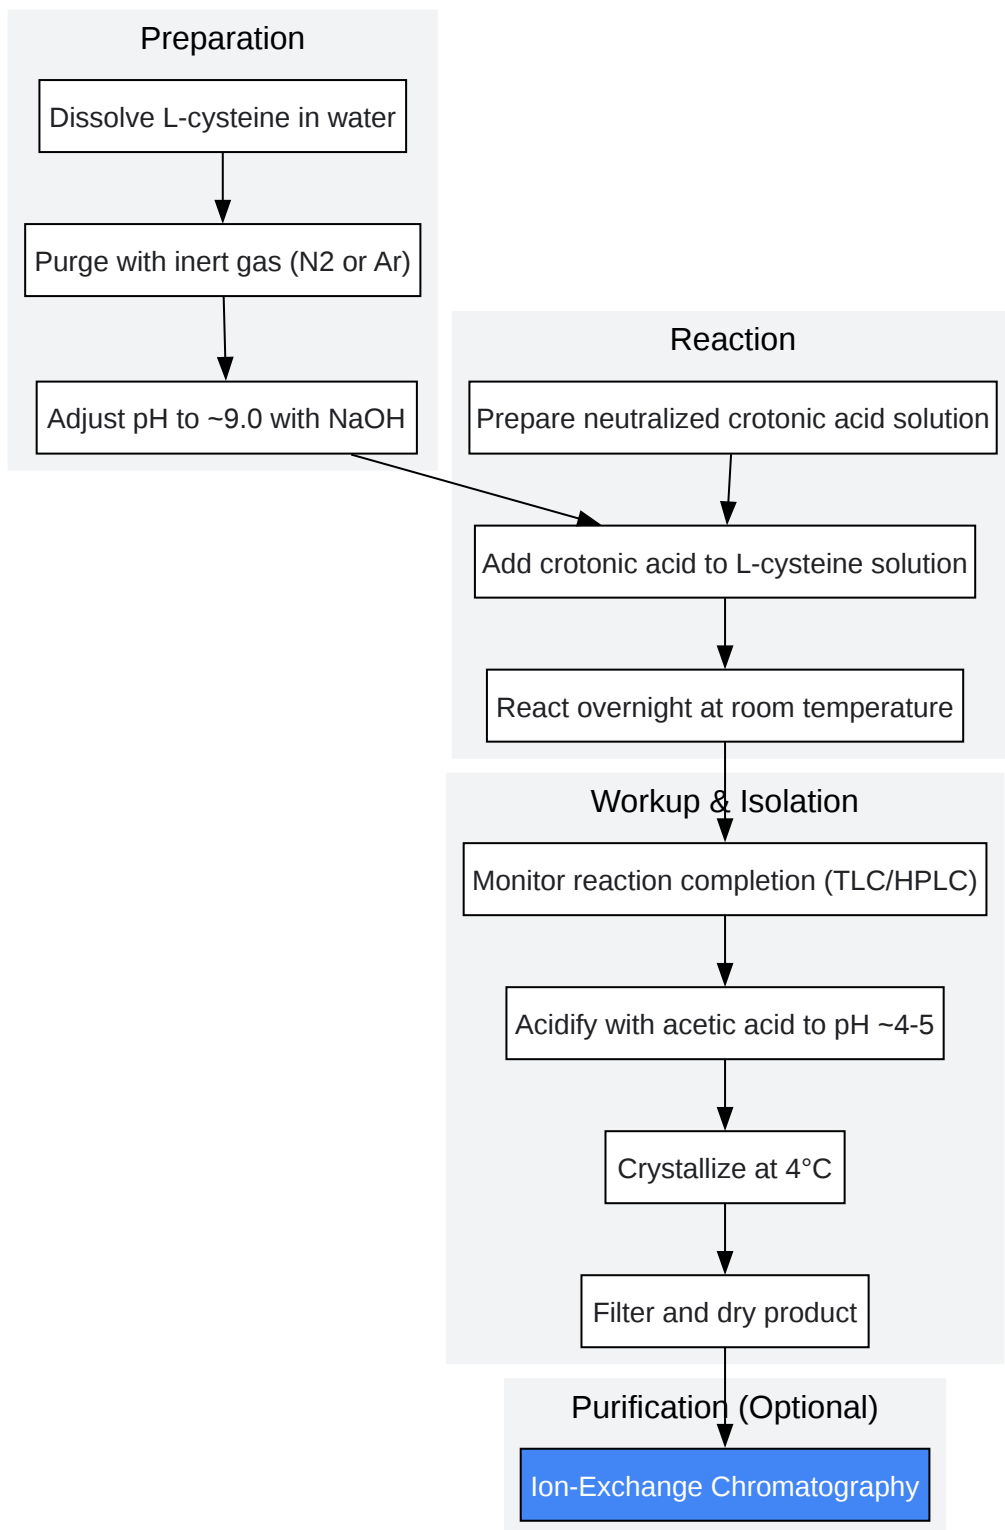 Preparation
Dissolve L-cysteine in water
Purge with inert gas (N2 or Ar)
Adjust pH to ~9.0 with NaOH
Reaction
Prepare neutralized crotonic acid solution
Add crotonic acid to L-cysteine solution
React overnight at room temperature
Workup & Isolation
Monitor reaction completion (TLC/HPLC)
Acidify with acetic acid to pH ~4-5
Crystallize at 4°C
Filter and dry product
Purification (Optional)
Ion-Exchange Chromatography